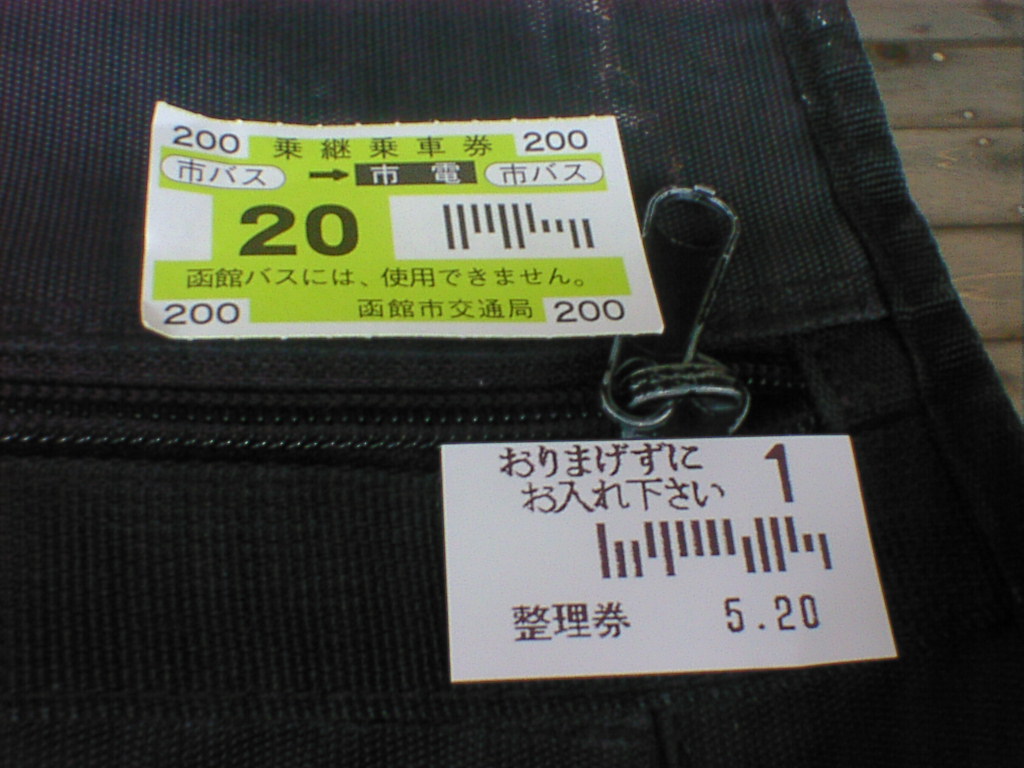 200 乗継乗車券 200
市バス → 市電 市バス
20
函館バスには、使用できません。
200 函館市交通局 200
おりまげずに 1
お入れ下さい
整理券 5.20